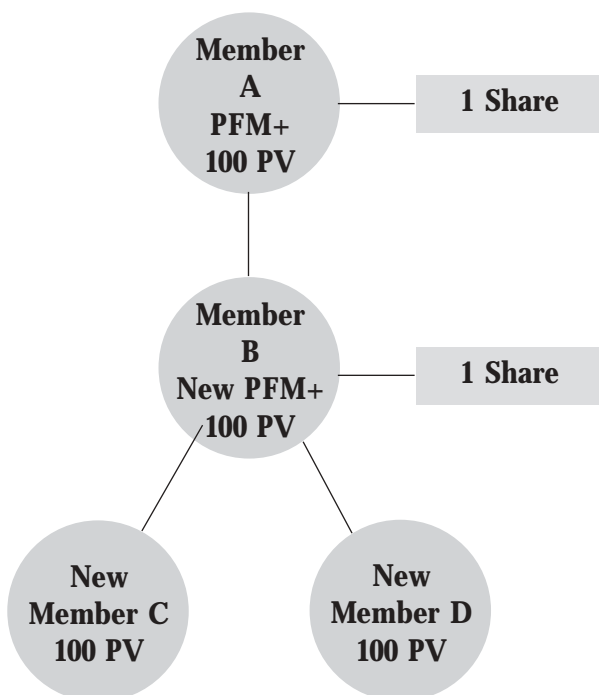 Member
A
PFM+
100 PV
1 Share
Member
B
New PFM+
100 PV
1 Share
New
Member C
100 PV
New
Member D
100 PV